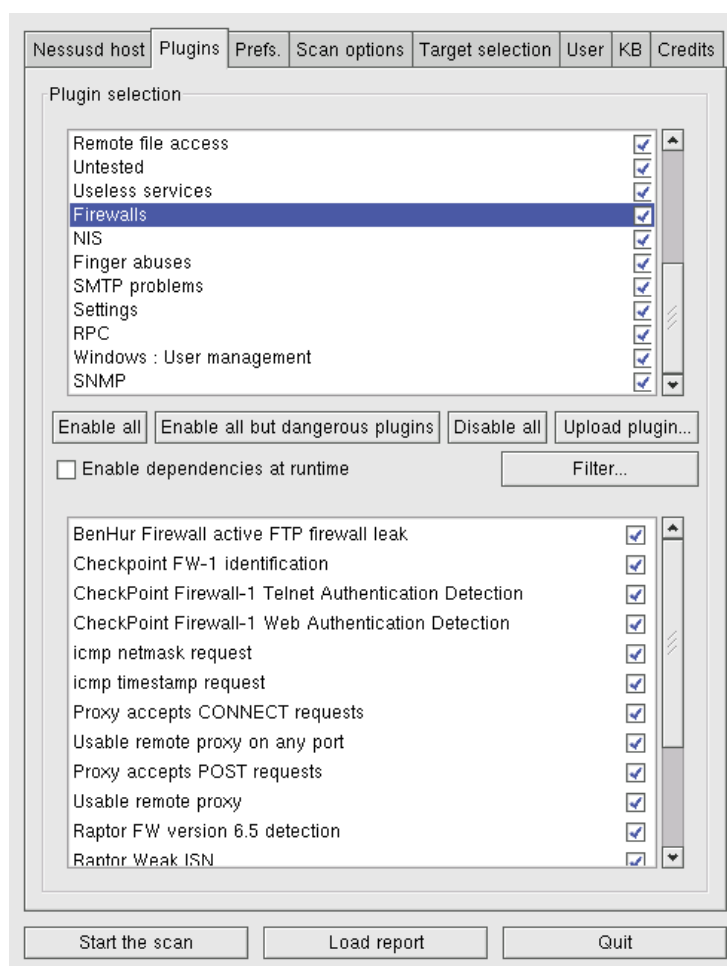 Nessusd host Plugins Prefs. Scan options Target selection User KB Credits
Plugin selection
Remote file access
Untested
Useless services
Firewalls
NIS
Finger abuses
SMTP problems
Settings
RPC
Windows : User management
SNMP
Enable all Enable all but dangerous plugins Disable all Upload plugin...
Enable dependencies at runtime Filter...
BenHur Firewall active FTP firewall leak
Checkpoint FW-1 identification
CheckPoint Firewall-1 Telnet Authentication Detection
CheckPoint Firewall-1 Web Authentication Detection
icmp netmask request
icmp timestamp request
Proxy accepts CONNECT requests
Usable remote proxy on any port
Proxy accepts POST requests
Usable remote proxy
Raptor FW version 6.5 detection
Raptor Weak ISN
Start the scan Load report Quit